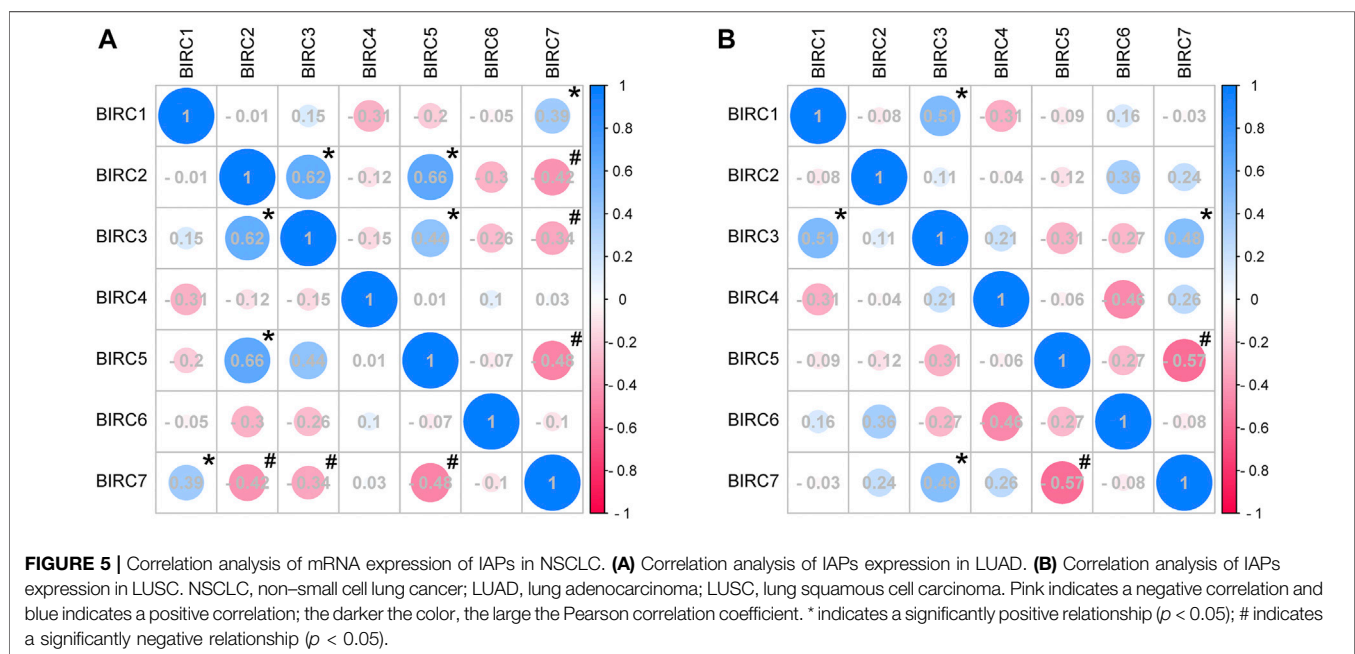 A
BIRC1 BIRC2 BIRC3 BIRC4 BIRC5 BIRC6 BIRC7
BIRC1 1 - 0.01 0.15 - 0.31 - 0.2 - 0.05 0.39 *
BIRC2 - 0.01 1 0.62 * - 0.12 0.66 * - 0.3 - 0.42 #
BIRC3 0.15 0.62 * 1 - 0.15 0.44 * - 0.26 - 0.34 #
BIRC4 - 0.31 - 0.12 - 0.15 1 0.01 0.1 0.03
BIRC5 - 0.2 0.66 * 0.44 0.01 1 - 0.07 - 0.48 #
BIRC6 - 0.05 - 0.3 - 0.26 0.1 - 0.07 1 - 0.1
BIRC7 0.39 * - 0.42 # - 0.34 # 0.03 - 0.48 # - 0.1 1
1
0.8
0.6
0.4
0.2
0
- 0.2
- 0.4
- 0.6
- 0.8
- 1
B
BIRC1 BIRC2 BIRC3 BIRC4 BIRC5 BIRC6 BIRC7
BIRC1 1 - 0.08 0.51 * - 0.31 - 0.09 0.16 - 0.03
BIRC2 - 0.08 1 0.11 - 0.04 - 0.12 0.36 0.24
BIRC3 0.51 * 0.11 1 0.21 - 0.31 - 0.27 0.48 *
BIRC4 - 0.31 - 0.04 0.21 1 - 0.06 - 0.46 0.26
BIRC5 - 0.09 - 0.12 - 0.31 - 0.06 1 - 0.27 - 0.57 #
BIRC6 0.16 0.36 - 0.27 - 0.46 - 0.27 1 - 0.08
BIRC7 - 0.03 0.24 0.48 * 0.26 - 0.57 # - 0.08 1
1
0.8
0.6
0.4
0.2
0
- 0.2
- 0.4
- 0.6
- 0.8
- 1
FIGURE 5 | Correlation analysis of mRNA expression of IAPs in NSCLC. (A) Correlation analysis of IAPs expression in LUAD. (B) Correlation analysis of IAPs
expression in LUSC. NSCLC, non–small cell lung cancer; LUAD, lung adenocarcinoma; LUSC, lung squamous cell carcinoma. Pink indicates a negative correlation and
blue indicates a positive correlation; the darker the color, the large the Pearson correlation coefficient. * indicates a significantly positive relationship (p < 0.05); # indicates
a significantly negative relationship (p < 0.05).